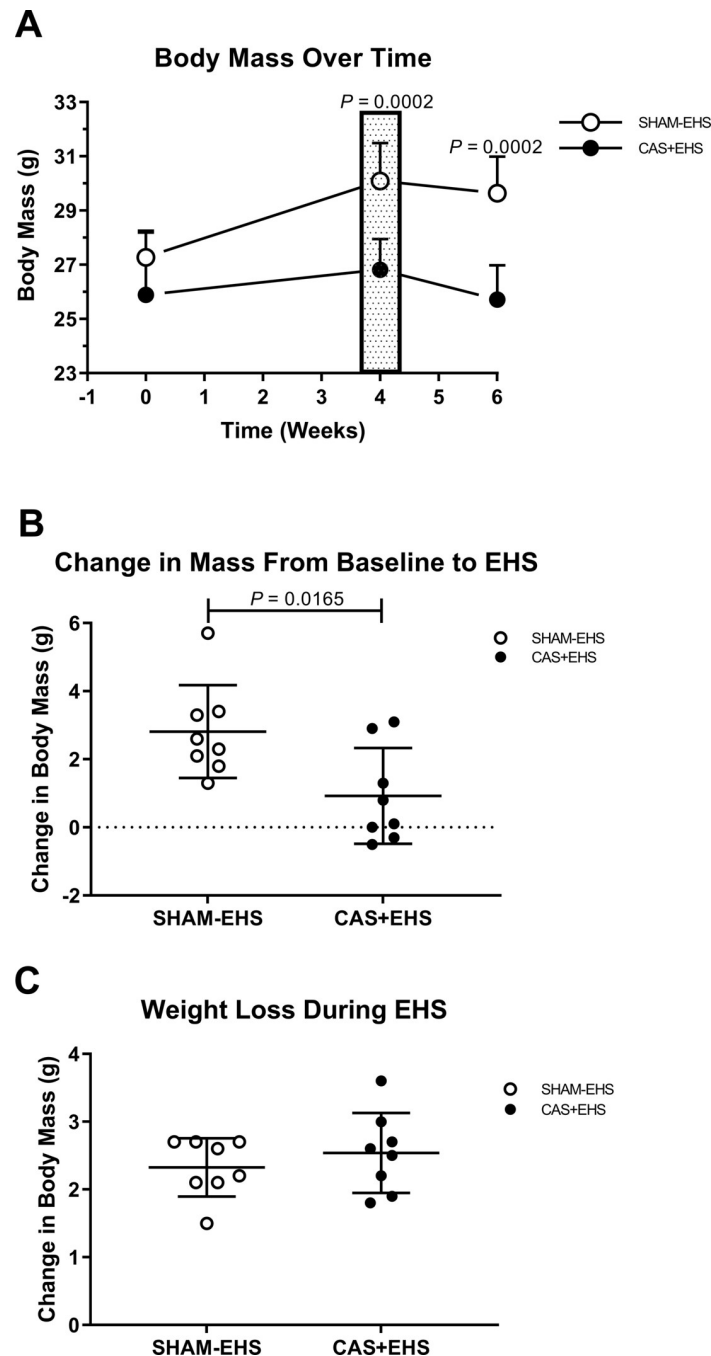 A
Body Mass Over Time
P = 0.0002
P = 0.0002
SHAM-EHS
CAS+EHS
Body Mass (g)
33
31
29
27
25
23
-1 0 1 2 3 4 6
Time (Weeks)
B
Change in Mass From Baseline to EHS
P = 0.0165
SHAM-EHS
CAS+EHS
Change in Body Mass (g)
6
4
2
0
-2
SHAM-EHS CAS+EHS
C
Weight Loss During EHS
SHAM-EHS
CAS+EHS
Change in Body Mass (g)
4
3
2
1
0
SHAM-EHS CAS+EHS